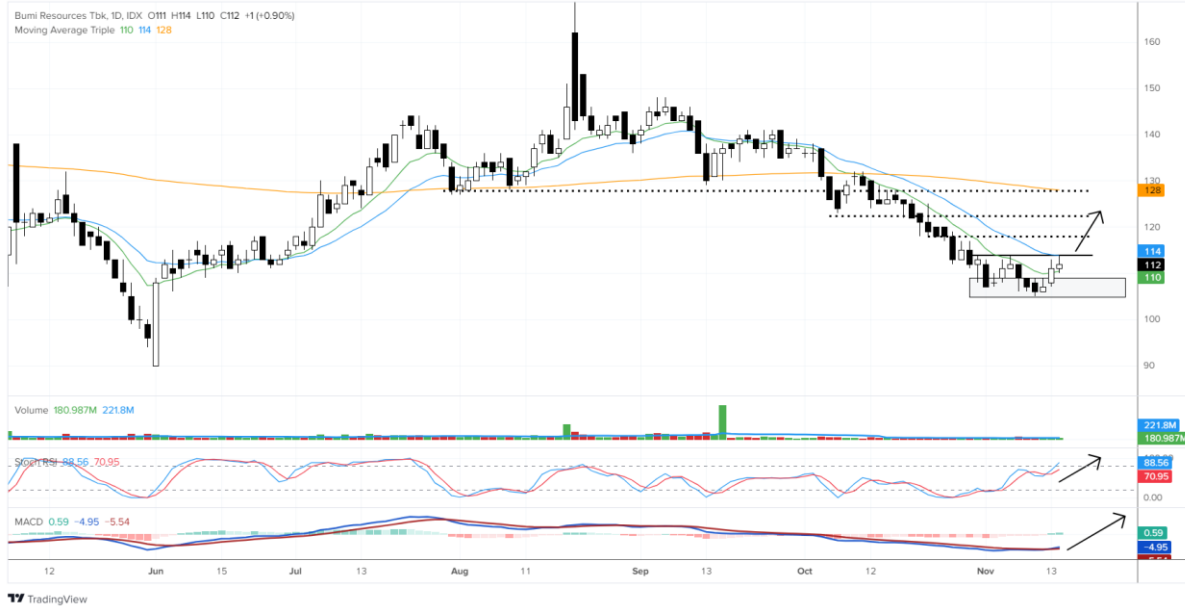 Bumi Resources Tbk, 1D, IDX O111 H114 L110 C112 +1 (+0.90%)
Moving Average Triple 110 114 128
160
150
140
130
128
120
114
112
110
100
90
Volume 180.987M 221.8M
221.8M
180.987M
Stoch RSI 88.56 70.95
88.56
70.95
0.00
MACD 0.59 −4.95 −5.54
0.59
−4.95
12 Jun 15 Jul 13 Aug 11 Sep 13 Oct 12 Nov 13
TradingView